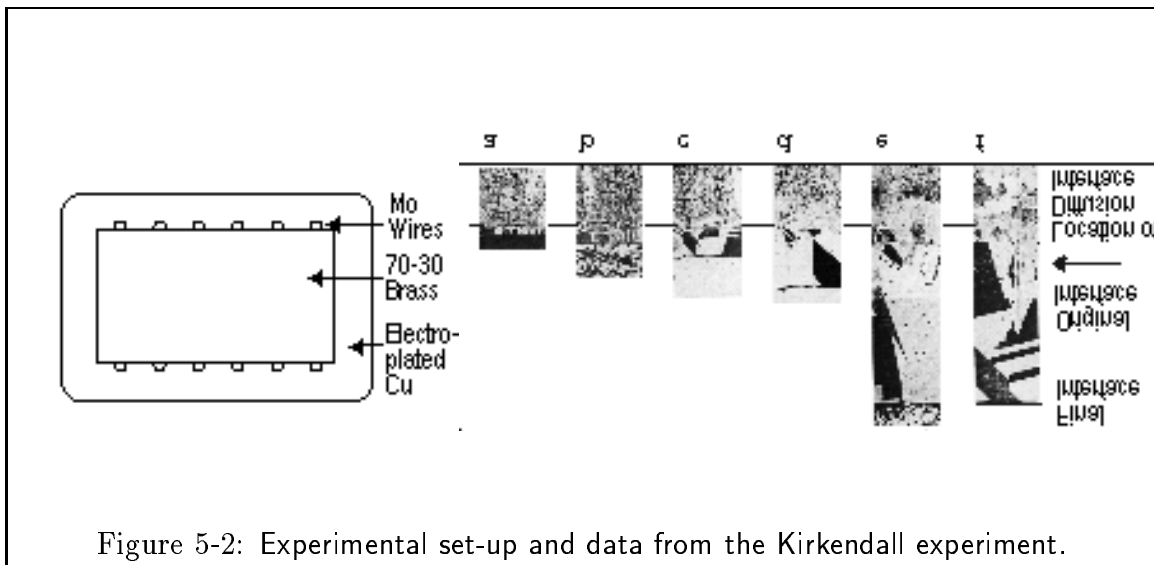 Mo
Wires
70-30
Brass
Electro-
plated
Cu
a b c d e f
Location of
Diffusion
Interface
Original
Interface
Final
Interface
Figure 5-2: Experimental set-up and data from the Kirkendall experiment.